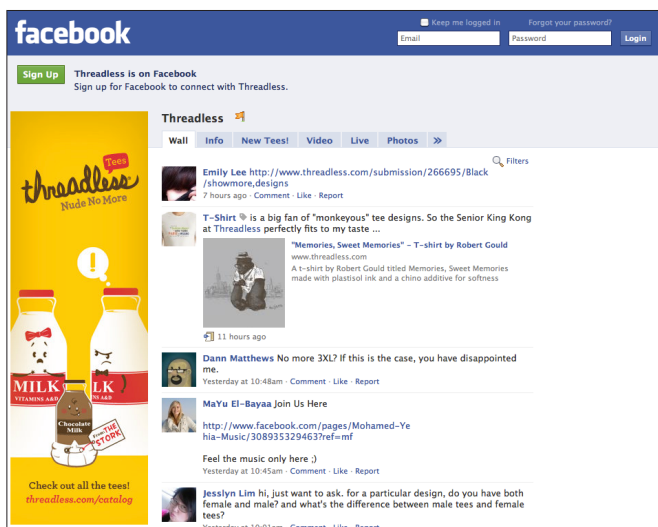 facebook
Keep me logged in
Forgot your password?
Email
Password
Login
Sign Up
Threadless is on Facebook
Sign up for Facebook to connect with Threadless.
Tees
threadless
Nude No More
!
MILK
VITAMINS A&D
LK
NS A&D
Chocolate
Milk
From: THE
STORK
Check out all the tees!
threadless.com/catalog
Threadless
Wall
Info
New Tees!
Video
Live
Photos
»
Filters
Emily Lee http://www.threadless.com/submission/266695/Black
/showmore,designs
7 hours ago · Comment · Like · Report
T-Shirt is a big fan of "monkeyous" tee designs. So the Senior King Kong
at Threadless perfectly fits to my taste ...
"Memories, Sweet Memories" - T-shirt by Robert Gould
www.threadless.com
A t-shirt by Robert Gould titled Memories, Sweet Memories
made with plastisol ink and a chino additive for softness
11 hours ago
Dann Matthews No more 3XL? If this is the case, you have disappointed
me.
Yesterday at 10:48am · Comment · Like · Report
MaYu El-Bayaa Join Us Here
http://www.facebook.com/pages/Mohamed-Ye
hia-Music/308935329463?ref=mf
Feel the music only here ;)
Yesterday at 10:45am · Comment · Like · Report
Jesslyn Lim hi, just want to ask. for a particular design, do you have both
female and male? and what's the difference between male tees and female
tees?
Yesterday at 10:01am · Comment · Like · Report